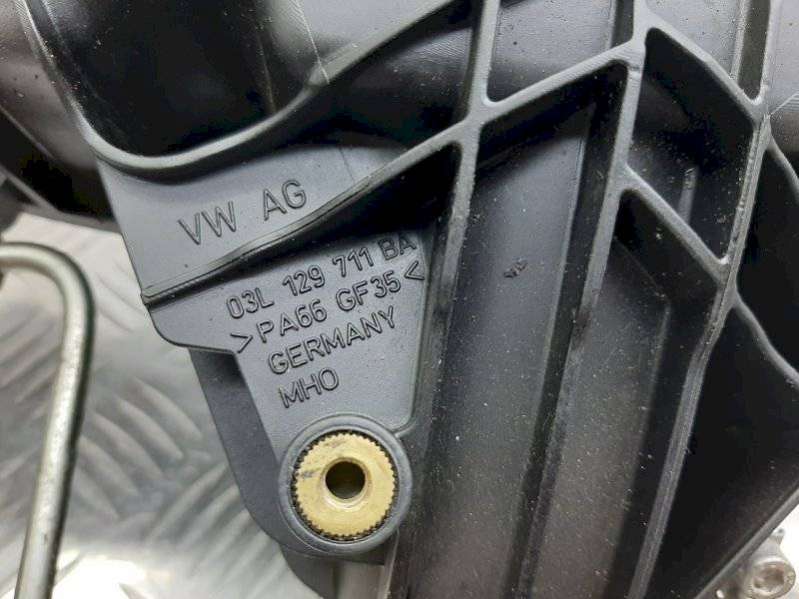 VW AG
03L 129 711 BA
>PA66 GF35<
GERMANY
MHO